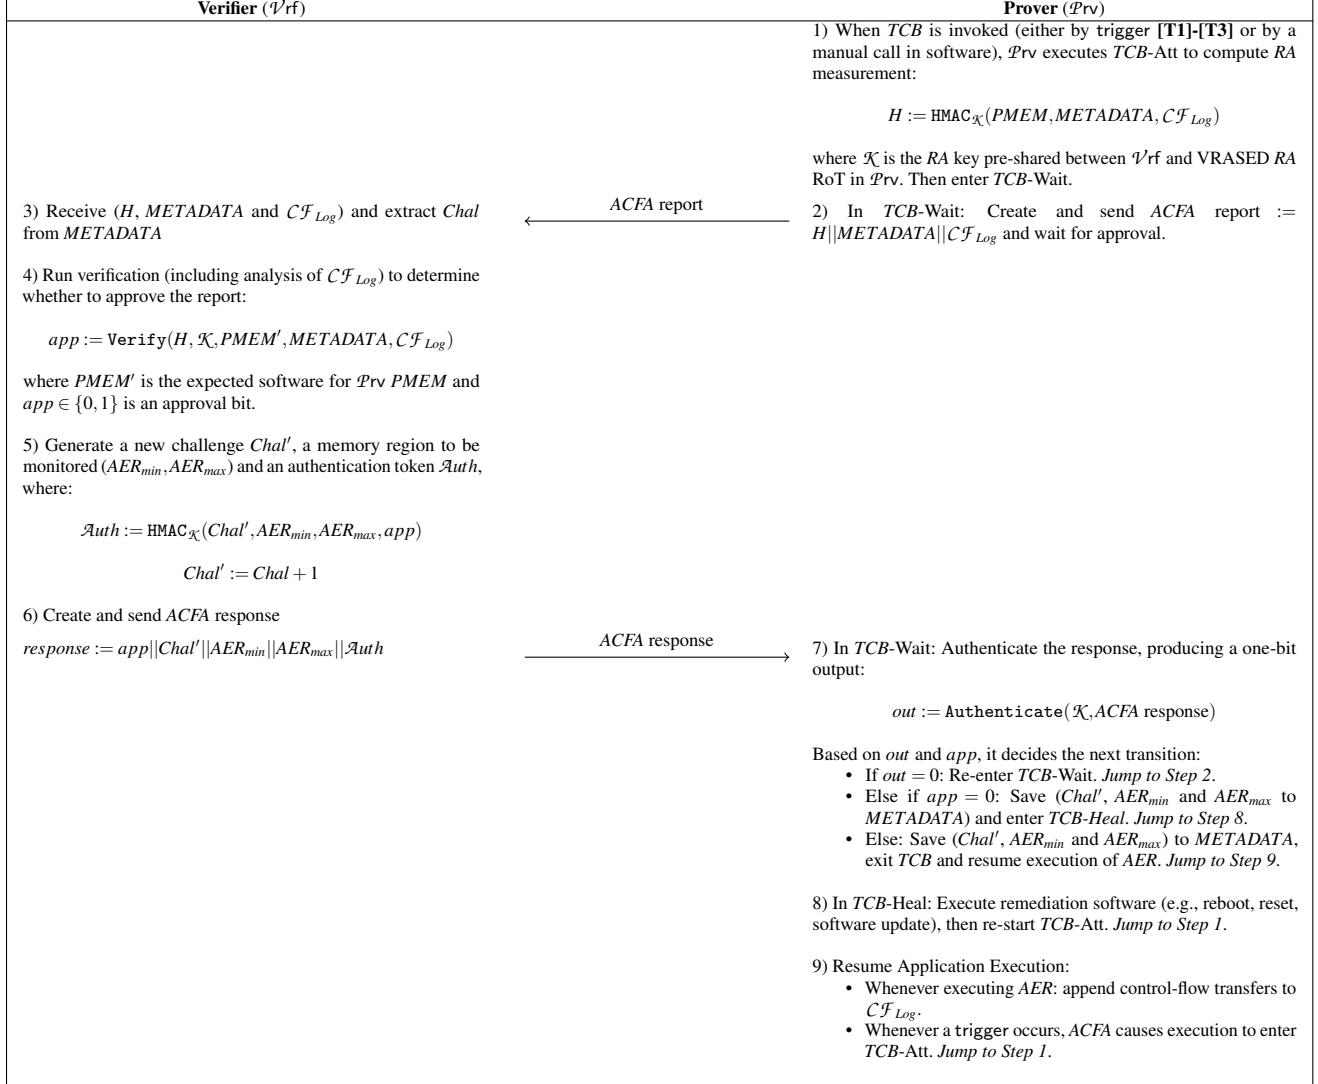 Verifier (𝒱rf)
Prover (𝒫rv)
1) When TCB is invoked (either by trigger [T1]-[T3] or by a
manual call in software), 𝒫rv executes TCB-Att to compute RA
measurement:
H := HMAC𝒦(PMEM, METADATA, 𝒞ℱLog)
where 𝒦 is the RA key pre-shared between 𝒱rf and VRASED RA
RoT in 𝒫rv. Then enter TCB-Wait.
ACFA report
2) In TCB-Wait: Create and send ACFA report :=
H||METADATA||𝒞ℱLog and wait for approval.
3) Receive (H, METADATA and 𝒞ℱLog) and extract Chal
from METADATA
4) Run verification (including analysis of 𝒞ℱLog) to determine
whether to approve the report:
app := Verify(H, 𝒦, PMEM′, METADATA, 𝒞ℱLog)
where PMEM′ is the expected software for 𝒫rv PMEM and
app ∈ {0,1} is an approval bit.
5) Generate a new challenge Chal′, a memory region to be
monitored (AERmin, AERmax) and an authentication token 𝒜uth,
where:
𝒜uth := HMAC𝒦(Chal′, AERmin, AERmax, app)
Chal′ := Chal + 1
6) Create and send ACFA response
response := app||Chal′||AERmin||AERmax||𝒜uth
ACFA response
7) In TCB-Wait: Authenticate the response, producing a one-bit
output:
out := Authenticate(𝒦, ACFA response)
Based on out and app, it decides the next transition:
• If out = 0: Re-enter TCB-Wait. Jump to Step 2.
• Else if app = 0: Save (Chal′, AERmin and AERmax to
METADATA) and enter TCB-Heal. Jump to Step 8.
• Else: Save (Chal′, AERmin and AERmax) to METADATA,
exit TCB and resume execution of AER. Jump to Step 9.
8) In TCB-Heal: Execute remediation software (e.g., reboot, reset,
software update), then re-start TCB-Att. Jump to Step 1.
9) Resume Application Execution:
• Whenever executing AER: append control-flow transfers to
𝒞ℱLog.
• Whenever a trigger occurs, ACFA causes execution to enter
TCB-Att. Jump to Step 1.